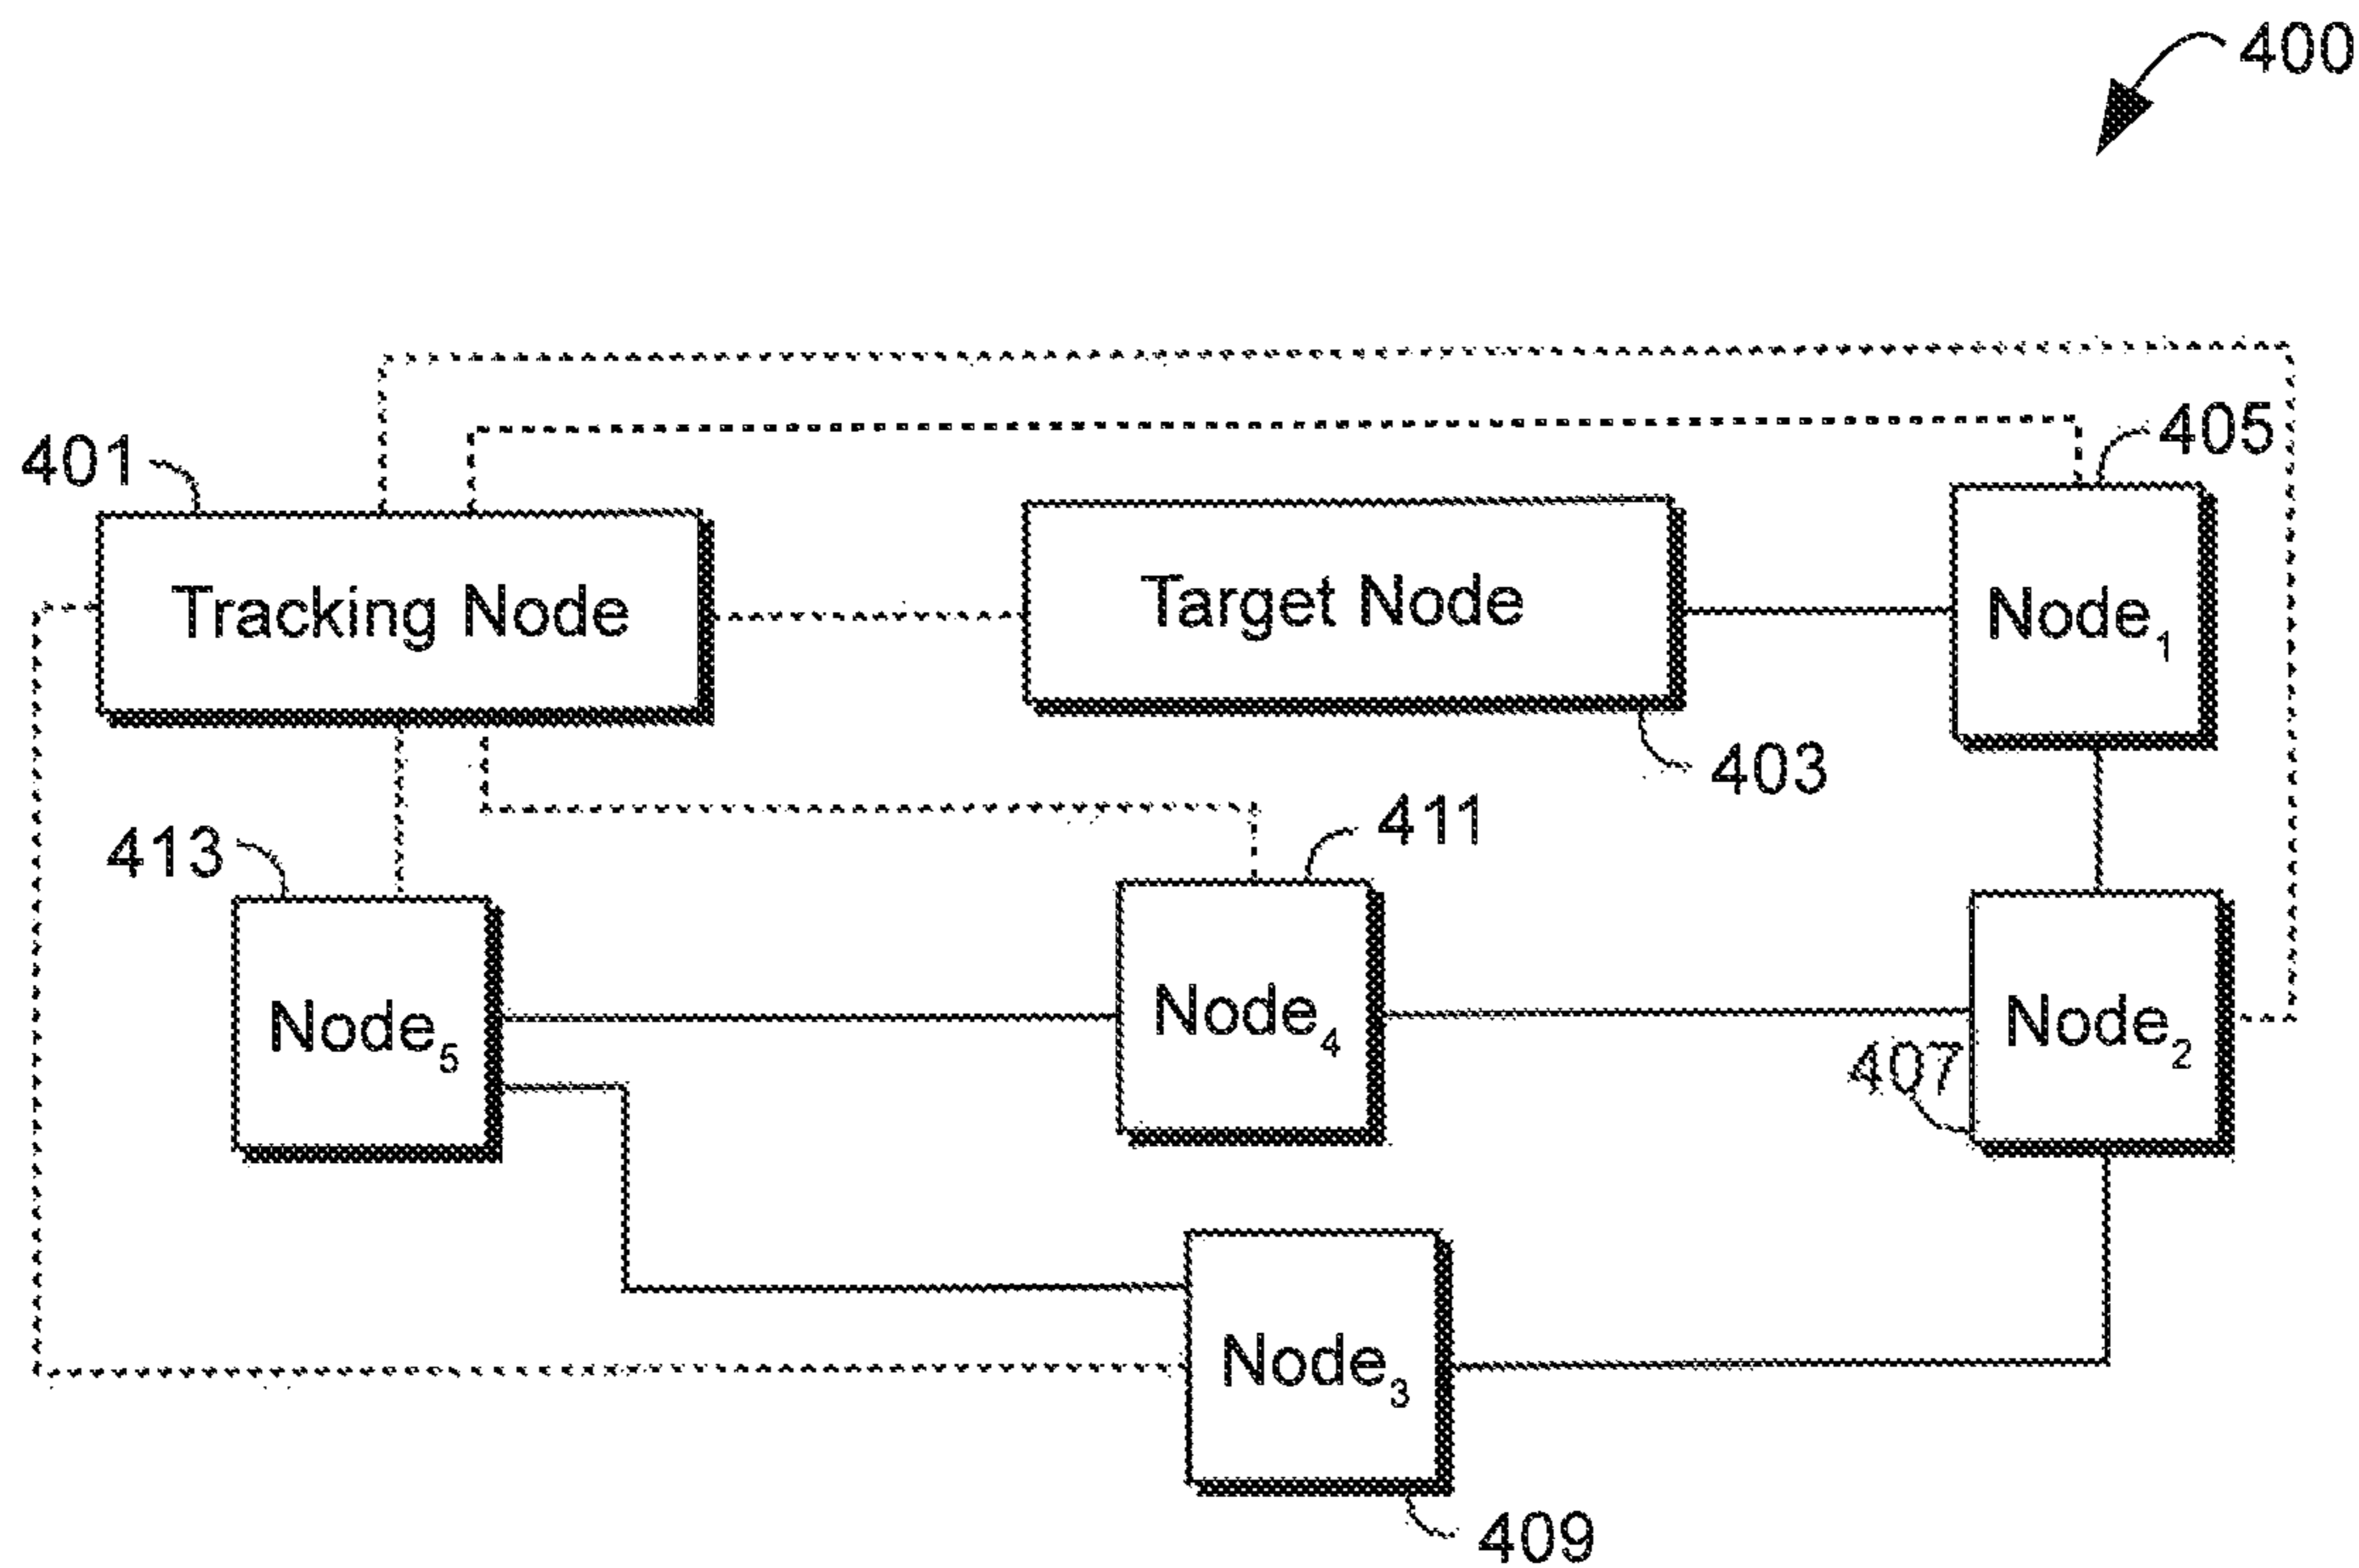 400
405
401
Tracking Node
Target Node
Node₁
403
411
413
Node₅
Node₄
Node₂
407
Node₃
409